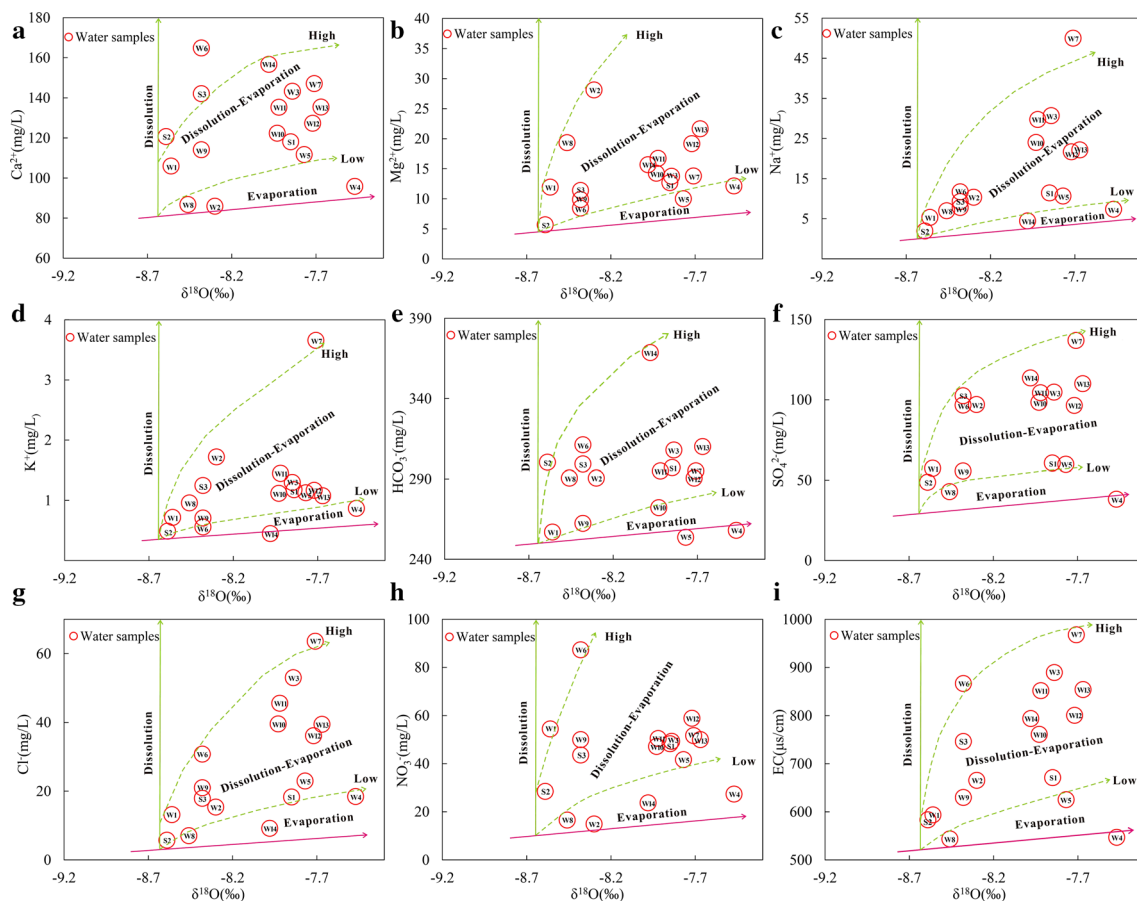 a
Water samples
Ca²⁺(mg/L)
180
160
140
120
100
80
60
-9.2
-8.7
-8.2
-7.7
δ¹⁸O(‰)
Dissolution
Dissolution-Evaporation
Evaporation
High
Low
W6
W14
S3
W7
W3
W11
W13
W12
S2
W10
S1
W9
W5
W1
W4
W8
W2
b
Water samples
Mg²⁺(mg/L)
40
35
30
25
20
15
10
5
0
-9.2
-8.7
-8.2
-7.7
δ¹⁸O(‰)
Dissolution
Dissolution-Evaporation
Evaporation
High
Low
W2
W13
W8
W12
W11
W14
W10
W3
W7
S1
W1
W4
S3
W9
W5
W6
S2
c
Water samples
Na⁺(mg/L)
55
45
35
25
15
5
-9.2
-8.7
-8.2
-7.7
δ¹⁸O(‰)
Dissolution
Dissolution-Evaporation
Evaporation
High
Low
W7
W11
W3
W10
W12
W13
W6
S1
W5
W2
S3
W9
W8
W1
W4
W14
S2
d
Water samples
K⁺(mg/L)
4
3
2
1
0
-9.2
-8.7
-8.2
-7.7
δ¹⁸O(‰)
Dissolution
Dissolution-Evaporation
Evaporation
High
Low
W7
W2
W11
W3
S3
W10
S1
W5
W12
W13
W8
W4
W1
W9
W6
S2
W14
e
Water samples
HCO₃⁻(mg/L)
390
340
290
240
-9.2
-8.7
-8.2
-7.7
δ¹⁸O(‰)
Dissolution
Dissolution-Evaporation
Evaporation
High
Low
W14
W6
W3
W13
S2
S3
S1
W11
W7
W8
W2
W12
W10
W9
W1
W5
W4
f
Water samples
SO₄²⁻(mg/L)
150
100
50
0
-9.2
-8.7
-8.2
-7.7
δ¹⁸O(‰)
Dissolution
Dissolution-Evaporation
Evaporation
High
Low
W7
W14
W13
S3
W11
W3
W6
W2
W10
W12
S1
W5
W1
S5
S2
W8
W4
g
Water samples
Cl⁻(mg/L)
60
40
20
0
-9.2
-8.7
-8.2
-7.7
δ¹⁸O(‰)
Dissolution
Dissolution-Evaporation
Evaporation
High
Low
W7
W3
W11
W10
W13
W12
W6
W5
W9
S3
S1
W4
W2
W1
W14
W8
S2
h
Water samples
NO₃⁻(mg/L)
100
80
60
40
20
0
-9.2
-8.7
-8.2
-7.7
δ¹⁸O(‰)
Dissolution
Dissolution-Evaporation
Evaporation
High
Low
W6
W12
W1
W7
W9
W13
W10
S1
S3
W5
S2
W4
W14
W8
W2
i
Water samples
EC(μs/cm)
1000
900
800
700
600
500
-9.2
-8.7
-8.2
-7.7
δ¹⁸O(‰)
Dissolution
Dissolution-Evaporation
Evaporation
High
Low
W7
W3
W6
W11
W13
W12
W14
W10
S3
S1
W2
W9
W5
W1
S2
W8
W4